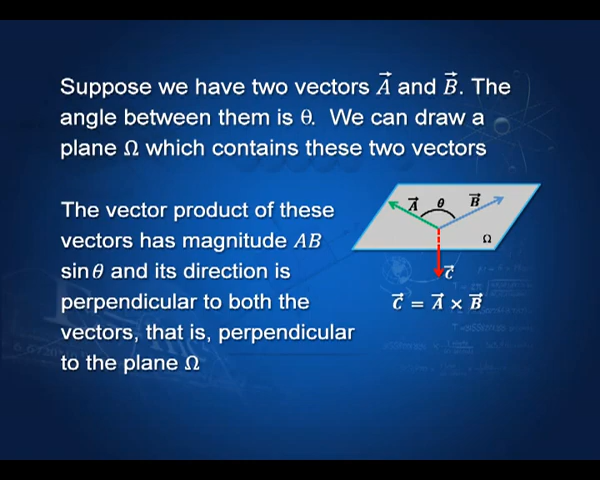 Suppose we have two vectors A⃗ and B⃗. The
angle between them is θ. We can draw a
plane Ω which contains these two vectors
The vector product of these
vectors has magnitude AB
sin θ and its direction is
perpendicular to both the
vectors, that is, perpendicular
to the plane Ω
A⃗ θ B⃗
Ω
C⃗
C⃗ = A⃗ × B⃗